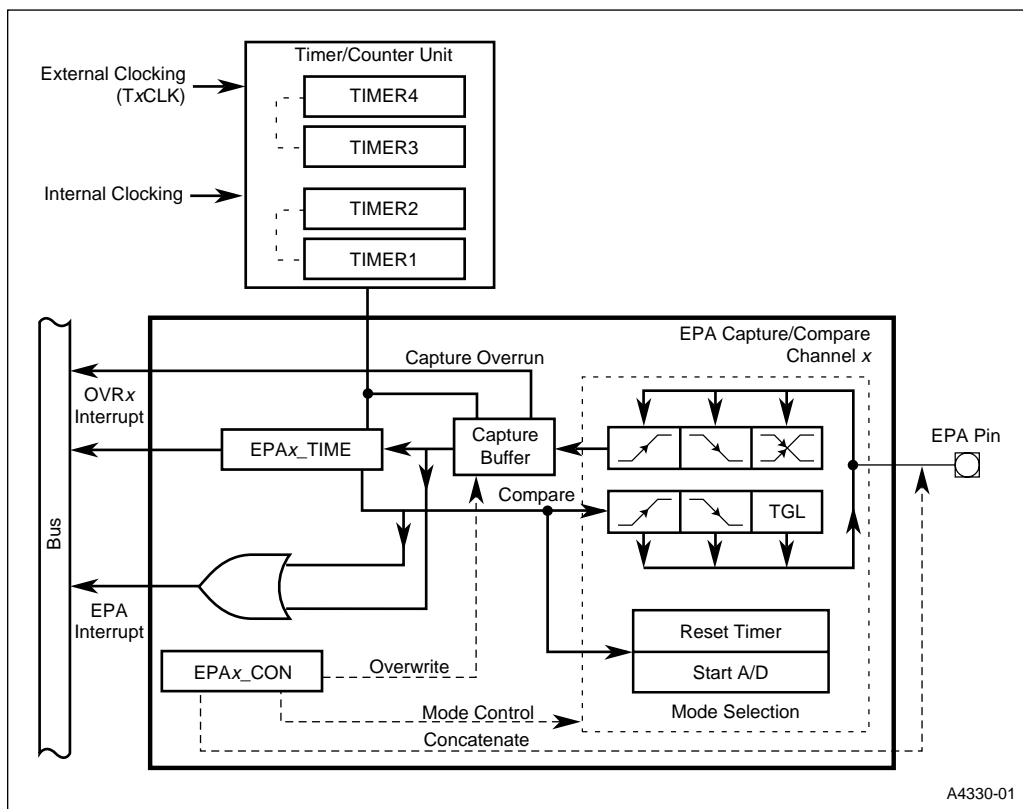 Timer/Counter Unit
External Clocking
(TxCLK)
TIMER4
TIMER3
Internal Clocking
TIMER2
TIMER1
EPA Capture/Compare
Channel x
Capture Overrun
OVRx
Interrupt
EPAx_TIME
Capture
Buffer
EPA Pin
Compare
TGL
Bus
EPA
Interrupt
Reset Timer
Start A/D
EPAx_CON
Overwrite
Mode Control
Mode Selection
Concatenate
A4330-01